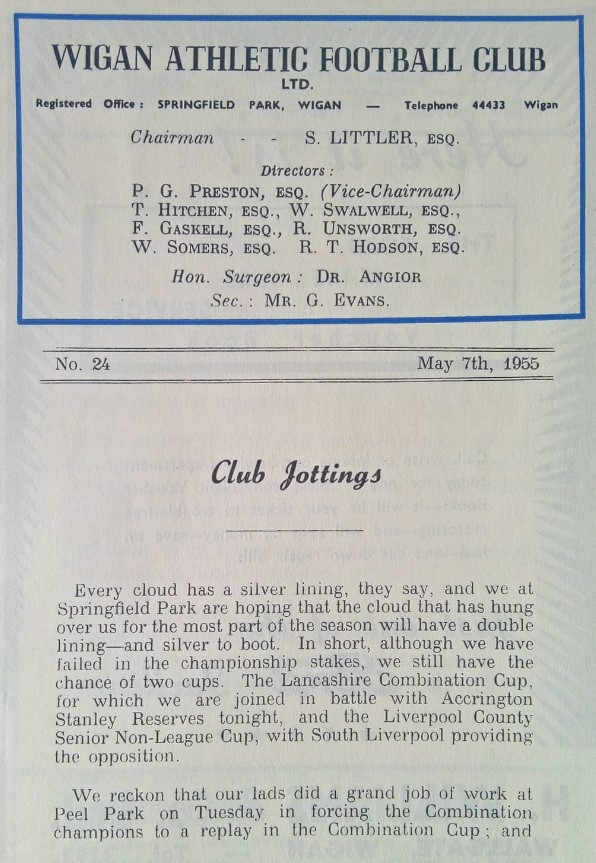 WIGAN ATHLETIC FOOTBALL CLUB
LTD.
Registered Office : SPRINGFIELD PARK, WIGAN — Telephone 44433 Wigan
Chairman - - S. LITTLER, ESQ.
Directors :
P. G. PRESTON, ESQ. (Vice-Chairman)
T. HITCHEN, ESQ., W. SWALWELL, ESQ.,
F. GASKELL, ESQ., R. UNSWORTH, ESQ.
W. SOMERS, ESQ. R. T. HODSON, ESQ.
Hon. Surgeon : DR. ANGIOR
Sec. : MR. G. EVANS.
No. 24 May 7th, 1955
Club Jottings
Every cloud has a silver lining, they say, and we at
Springfield Park are hoping that the cloud that has hung
over us for the most part of the season will have a double
lining—and silver to boot. In short, although we have
failed in the championship stakes, we still have the
chance of two cups. The Lancashire Combination Cup,
for which we are joined in battle with Accrington
Stanley Reserves tonight, and the Liverpool County
Senior Non-League Cup, with South Liverpool providing
the opposition.
We reckon that our lads did a grand job of work at
Peel Park on Tuesday in forcing the Combination
champions to a replay in the Combination Cup ; and